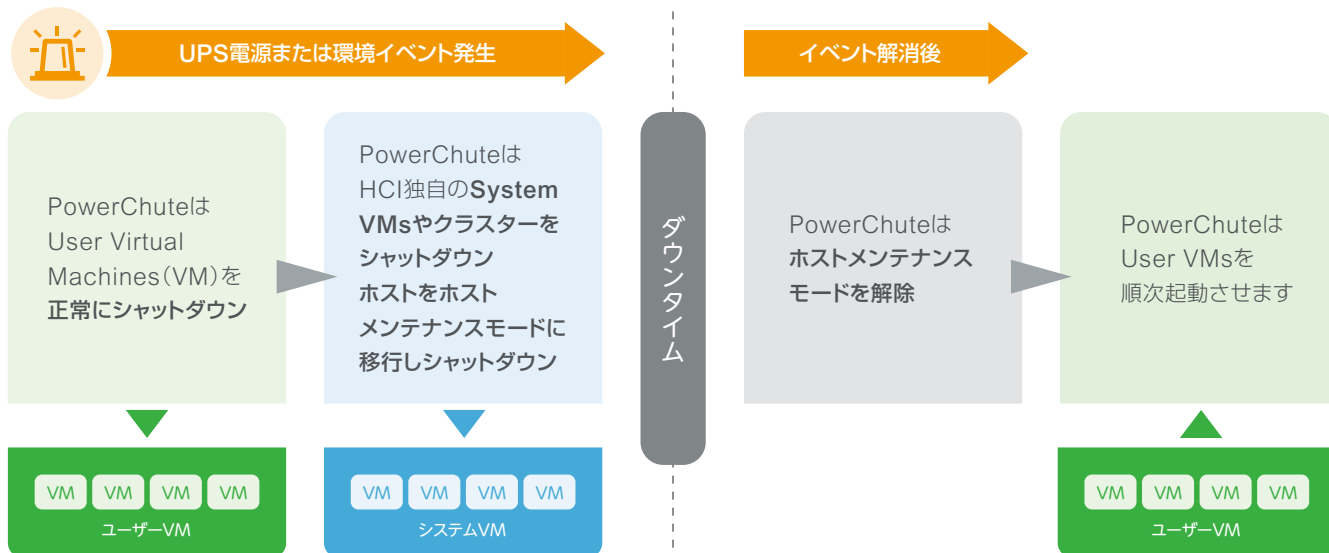 UPS電源または環境イベント発生
イベント解消後
PowerChuteは
User Virtual
Machines(VM)を
正常にシャットダウン
PowerChuteは
HCI独自のSystem
VMsやクラスターを
シャットダウン
ホストをホスト
メンテナンスモードに
移行しシャットダウン
ダウンタイム
PowerChuteは
ホストメンテナンス
モードを解除
PowerChuteは
User VMsを
順次起動させます
VM VM VM VM
ユーザーVM
VM VM VM VM
システムVM
VM VM VM VM
ユーザーVM